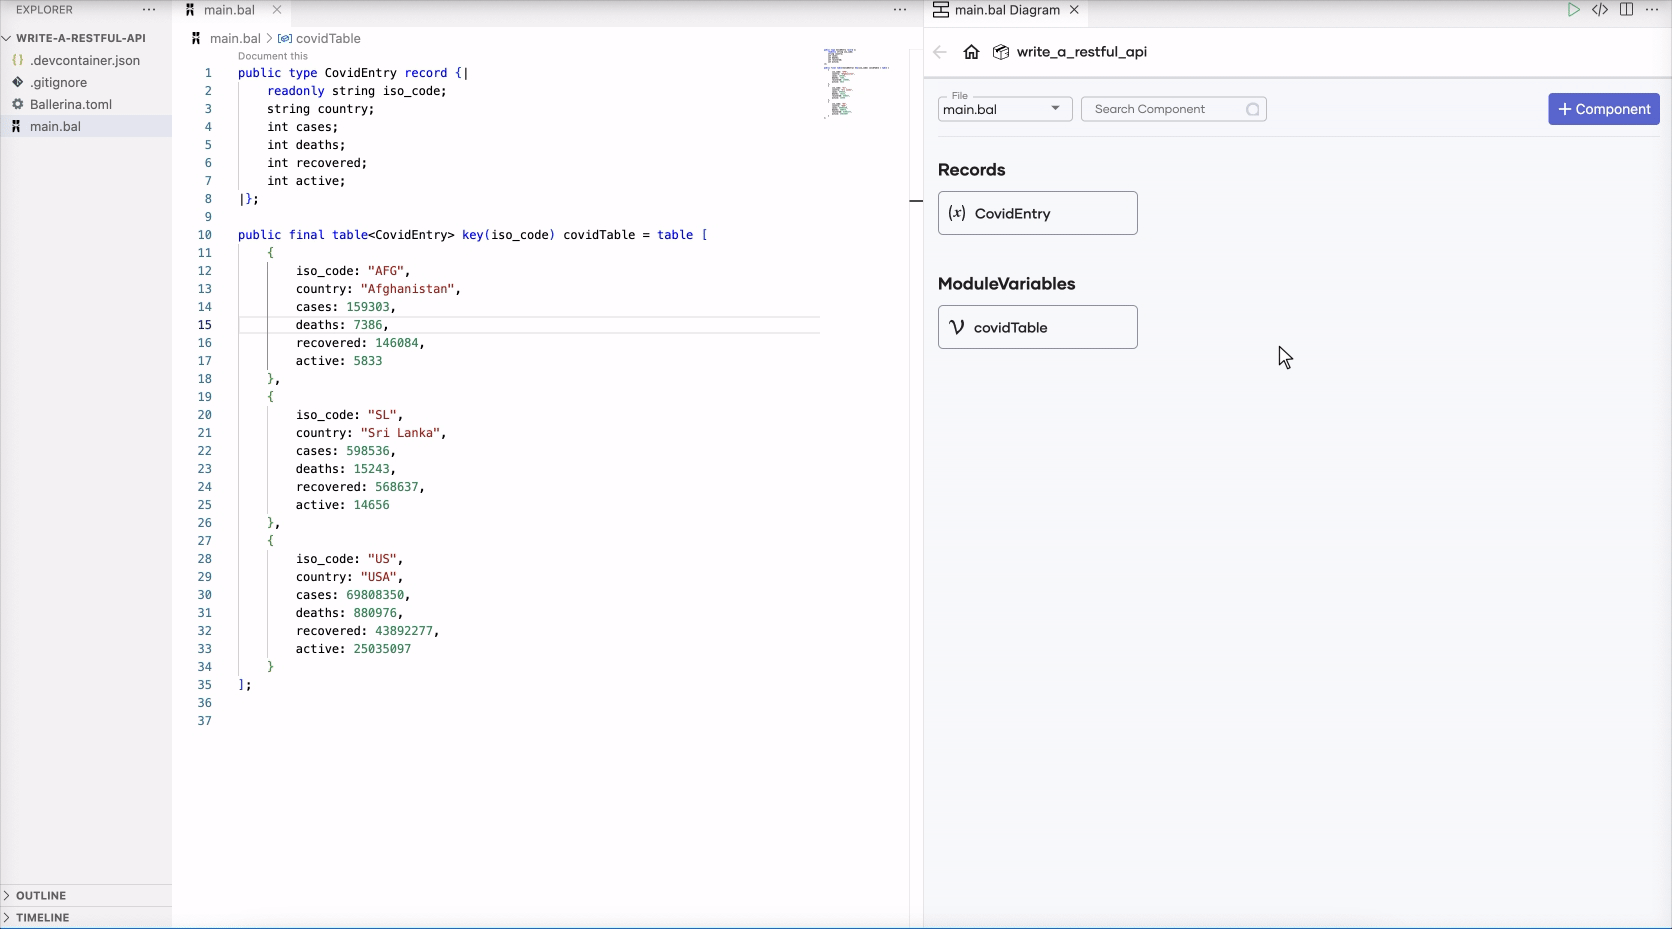 EXPLORER
WRITE-A-RESTFUL-API
.devcontainer.json
.gitignore
Ballerina.toml
main.bal
OUTLINE
TIMELINE
main.bal
main.bal > covidTable
Document this
1 public type CovidEntry record {|
2 readonly string iso_code;
3 string country;
4 int cases;
5 int deaths;
6 int recovered;
7 int active;
8 |};
9
10 public final table<CovidEntry> key(iso_code) covidTable = table [
11 {
12 iso_code: "AFG",
13 country: "Afghanistan",
14 cases: 159303,
15 deaths: 7386,
16 recovered: 146084,
17 active: 5833
18 },
19 {
20 iso_code: "SL",
21 country: "Sri Lanka",
22 cases: 598536,
23 deaths: 15243,
24 recovered: 568637,
25 active: 14656
26 },
27 {
28 iso_code: "US",
29 country: "USA",
30 cases: 69808350,
31 deaths: 880976,
32 recovered: 43892277,
33 active: 25035097
34 }
35 ];
36
37
main.bal Diagram
write_a_restful_api
File
main.bal
Search Component
+ Component
Records
(x) CovidEntry
ModuleVariables
covidTable